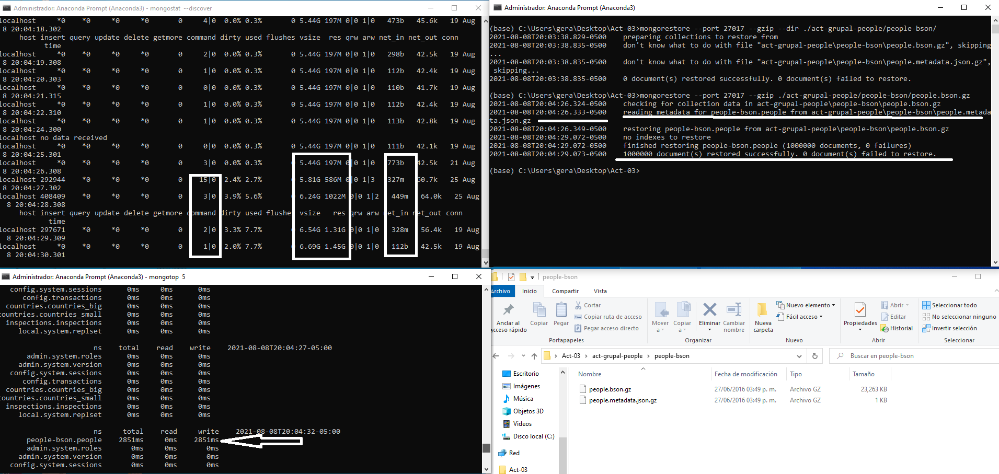 Administrador: Anaconda Prompt (Anaconda3) - mongostat --discover
localhost *0 *0 *0 *0 0 4|0 0.0% 0.3% 0 5.44G 197M 0|0 1|0 473b 45.6k 19 Aug
8 20:04:18.302
host insert query update delete getmore command dirty used flushes vsize res qrw arw net_in net_out conn
time
localhost *0 *0 *0 *0 0 2|0 0.0% 0.3% 0 5.44G 197M 0|0 1|0 298b 42.5k 19 Aug
8 20:04:19.308
localhost *0 *0 *0 *0 0 1|0 0.0% 0.3% 0 5.44G 197M 0|0 1|0 112b 42.4k 19 Aug
8 20:04:20.303
localhost *0 *0 *0 *0 0 0|0 0.0% 0.3% 0 5.44G 197M 0|0 1|0 110b 41.7k 19 Aug
8 20:04:21.315
localhost *0 *0 *0 *0 0 1|0 0.0% 0.3% 0 5.44G 197M 0|0 1|0 112b 42.4k 19 Aug
8 20:04:22.310
localhost *0 *0 *0 *0 0 1|0 0.0% 0.3% 0 5.44G 197M 0|0 1|0 113b 42.8k 19 Aug
8 20:04:24.300
localhost no data received
localhost *0 *0 *0 *0 0 0|0 0.0% 0.3% 0 5.44G 197M 0|0 1|0 111b 42.1k 19 Aug
8 20:04:25.301
localhost *0 *0 *0 *0 0 3|0 0.0% 0.3% 0 5.44G 197M 0|0 1|0 773b 42.5k 21 Aug
8 20:04:26.308
localhost 292944 *0 *0 *0 0 15|0 2.4% 2.7% 0 5.81G 586M 0|0 1|3 327m 60.7k 25 Aug
8 20:04:27.302
localhost 408409 *0 *0 *0 0 3|0 3.9% 5.6% 0 6.24G 1022M 0|0 1|2 449m 64.0k 25 Aug
8 20:04:28.308
host insert query update delete getmore command dirty used flushes vsize res qrw arw net_in net_out conn
time
localhost 297671 *0 *0 *0 0 2|0 3.3% 7.7% 0 6.54G 1.31G 0|0 1|0 328m 56.4k 19 Aug
8 20:04:29.309
localhost *0 *0 *0 *0 0 1|0 2.0% 7.7% 0 6.69G 1.45G 0|0 1|0 112b 42.5k 19 Aug
8 20:04:30.301
Administrador: Anaconda Prompt (Anaconda3)
(base) C:\Users\gera\Desktop\Act-03>mongorestore --port 27017 --gzip --dir ./act-grupal-people/people-bson/
2021-08-08T20:03:38.829-0500 preparing collections to restore from
2021-08-08T20:03:38.835-0500 don't know what to do with file "act-grupal-people\people-bson\people.bson.gz", skipping
...
2021-08-08T20:03:38.835-0500 don't know what to do with file "act-grupal-people\people-bson\people.metadata.json.gz",
skipping...
2021-08-08T20:03:38.835-0500 0 document(s) restored successfully. 0 document(s) failed to restore.
(base) C:\Users\gera\Desktop\Act-03>mongorestore --port 27017 --gzip ./act-grupal-people/people-bson/people.bson.gz
2021-08-08T20:04:26.324-0500 checking for collection data in act-grupal-people\people-bson\people.bson.gz
2021-08-08T20:04:26.333-0500 reading metadata for people-bson.people from act-grupal-people\people-bson\people.metada
ta.json.gz
2021-08-08T20:04:26.349-0500 restoring people-bson.people from act-grupal-people\people-bson\people.bson.gz
2021-08-08T20:04:29.072-0500 no indexes to restore
2021-08-08T20:04:29.072-0500 finished restoring people-bson.people (1000000 documents, 0 failures)
2021-08-08T20:04:29.073-0500 1000000 document(s) restored successfully. 0 document(s) failed to restore.
(base) C:\Users\gera\Desktop\Act-03>
Administrador: Anaconda Prompt (Anaconda3) - mongotop 5
config.system.sessions 0ms 0ms 0ms
config.transactions 0ms 0ms 0ms
countries.countries_big 0ms 0ms 0ms
countries.countries_small 0ms 0ms 0ms
inspections.inspections 0ms 0ms 0ms
local.system.replset 0ms 0ms 0ms
ns total read write 2021-08-08T20:04:27-05:00
admin.system.roles 0ms 0ms 0ms
admin.system.version 0ms 0ms 0ms
config.system.sessions 0ms 0ms 0ms
config.transactions 0ms 0ms 0ms
countries.countries_big 0ms 0ms 0ms
countries.countries_small 0ms 0ms 0ms
inspections.inspections 0ms 0ms 0ms
local.system.replset 0ms 0ms 0ms
ns total read write 2021-08-08T20:04:32-05:00
people-bson.people 2851ms 0ms 2851ms
admin.system.roles 0ms 0ms 0ms
admin.system.version 0ms 0ms 0ms
config.system.sessions 0ms 0ms 0ms
people-bson
Archivo Inicio Compartir Vista
Anclar al
acceso rápido
Copiar
Pegar
Cortar
Copiar ruta de acceso
Pegar acceso directo
Portapapeles
Mover
a
Copiar
a
Eliminar
Cambiar
nombre
Organizar
Nueva
carpeta
Nuevo elemento
Fácil acceso
Nuevo
Propiedades
Abrir
Editar
Historial
Abrir
Seleccionar todo
No seleccionar ninguno
Invertir selección
Seleccionar
Act-03 › act-grupal-people › people-bson
Buscar en people-bson
Escritorio
Imágenes
Música
Objetos 3D
Videos
Disco local (C:)
Red
Act-03
Nombre Fecha de modificación Tipo Tamaño
people.bson.gz 27/06/2016 03:49 p. m. Archivo GZ 23,263 KB
people.metadata.json.gz 27/06/2016 03:49 p. m. Archivo GZ 1 KB